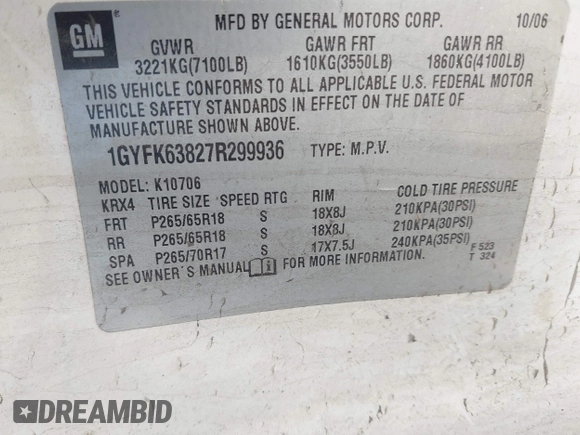 GM
MFD BY GENERAL MOTORS CORP. 10/06
GVWR GAWR FRT GAWR RR
3221KG(7100LB) 1610KG(3550LB) 1860KG(4100LB)
THIS VEHICLE CONFORMS TO ALL APPLICABLE U.S. FEDERAL MOTOR
VEHICLE SAFETY STANDARDS IN EFFECT ON THE DATE OF
MANUFACTURE SHOWN ABOVE.
1GYFK63827R299936 TYPE: M.P.V.
MODEL: K10706
KRX4 TIRE SIZE SPEED RTG RIM COLD TIRE PRESSURE
FRT P265/65R18 S 18X8J 210KPA(30PSI)
RR P265/65R18 S 18X8J 210KPA(30PSI)
SPA P265/70R17 S 17X7.5J 240KPA(35PSI)
SEE OWNER'S MANUAL FOR MORE INFORMATION.
F 523
T 324
DREAMBID